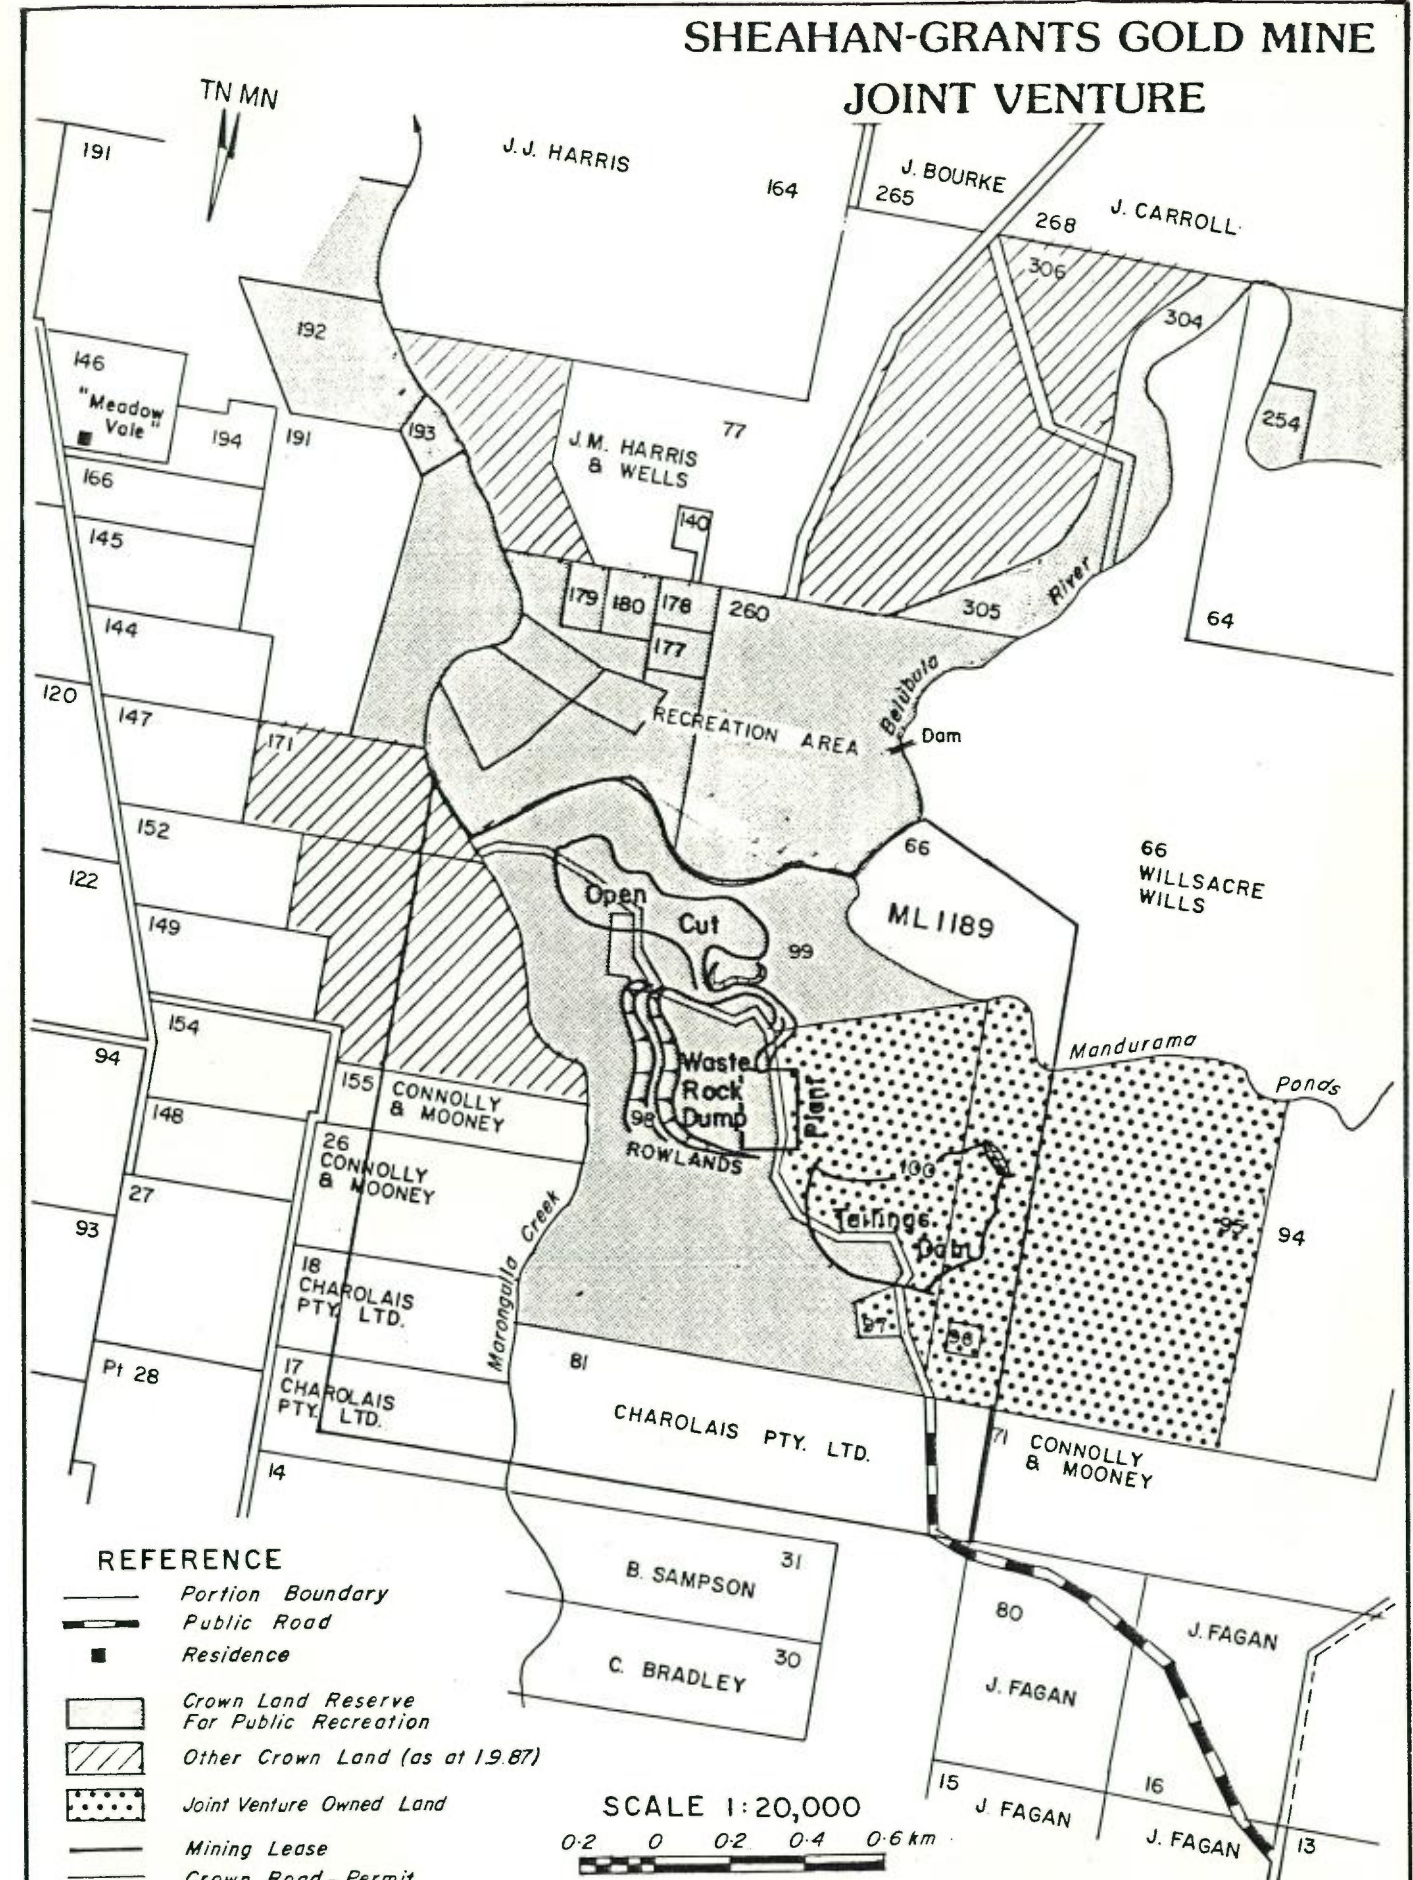 SHEAHAN-GRANTS GOLD MINE
JOINT VENTURE
TN MN
191
J.J. HARRIS
164
J. BOURKE
265
J. CARROLL
268
306
304
192
146
"Meadow
Vale"
194
191
193
254
77
J.M. HARRIS
& WELLS
166
140
145
179
180
178
260
305
River
64
144
177
120
147
171
RECREATION AREA
Belubula
Dam
152
66
66
WILLSACRE
WILLS
122
Open
Cut
ML 1189
149
99
154
94
Mandurama
Ponds
155
CONNOLLY
& MOONEY
Waste
Rock
Dump
Plant
148
98
ROWLANDS
26
CONNOLLY
& MOONEY
100
27
93
Creek
Marangulla
Tailings
Dam
95
94
18
CHAROLAIS
PTY. LTD.
97
96
Pt 28
17
CHAROLAIS
PTY. LTD.
81
CHAROLAIS PTY. LTD.
71
CONNOLLY
& MOONEY
14
31
B. SAMPSON
80
J. FAGAN
30
C. BRADLEY
J. FAGAN
15
J. FAGAN
16
J. FAGAN
13
REFERENCE
Portion Boundary
Public Road
Residence
Crown Land Reserve
For Public Recreation
Other Crown Land (as at 1.9.87)
Joint Venture Owned Land
Mining Lease
Crown Road - Permit
SCALE 1:20,000
0·2 0 0·2 0·4 0·6 km